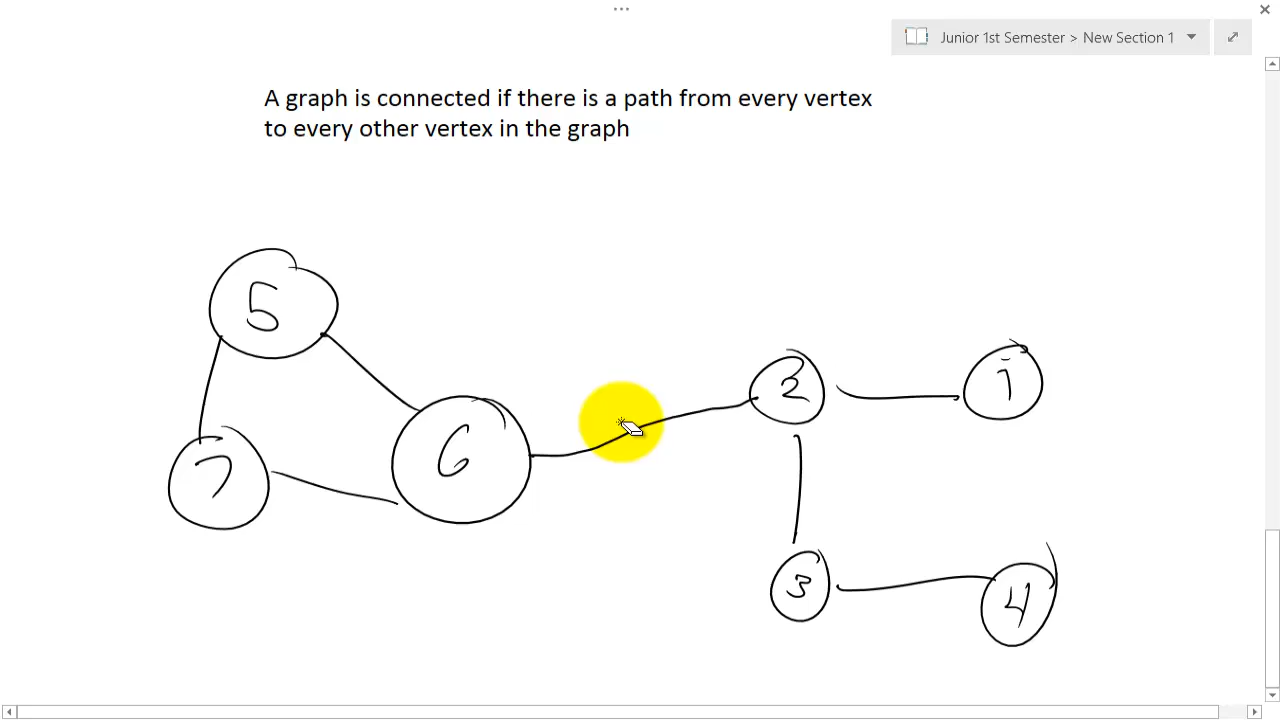 Junior 1st Semester > New Section 1
A graph is connected if there is a path from every vertex
to every other vertex in the graph
5
2
1
6
7
3
4